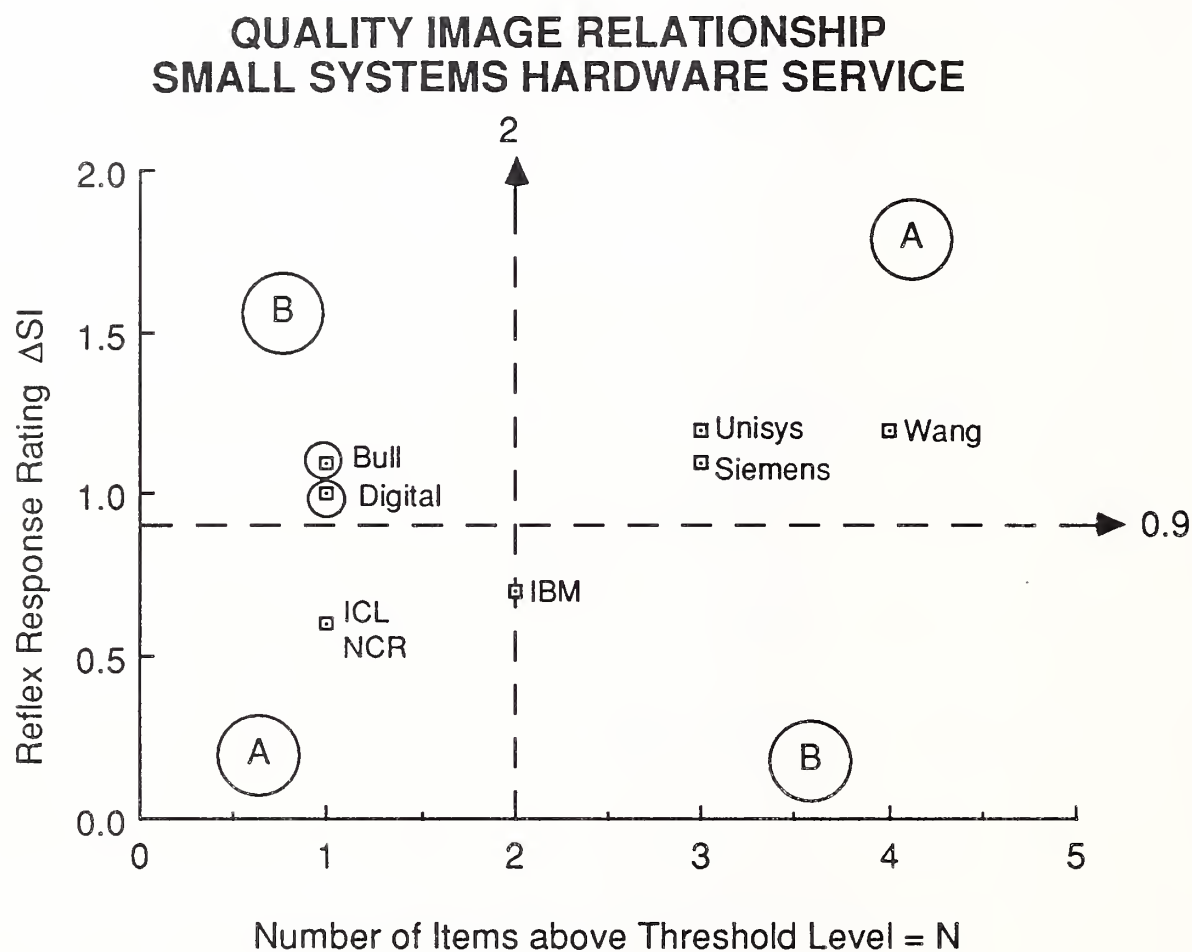 QUALITY IMAGE RELATIONSHIP
SMALL SYSTEMS HARDWARE SERVICE
2
2.0
A
B
1.5
Unisys
Wang
Bull
Siemens
1.0
Digital
0.9
IBM
ICL
NCR
0.5
A
B
0.0
0 1 2 3 4 5
Reflex Response Rating ΔSI
Number of Items above Threshold Level = N